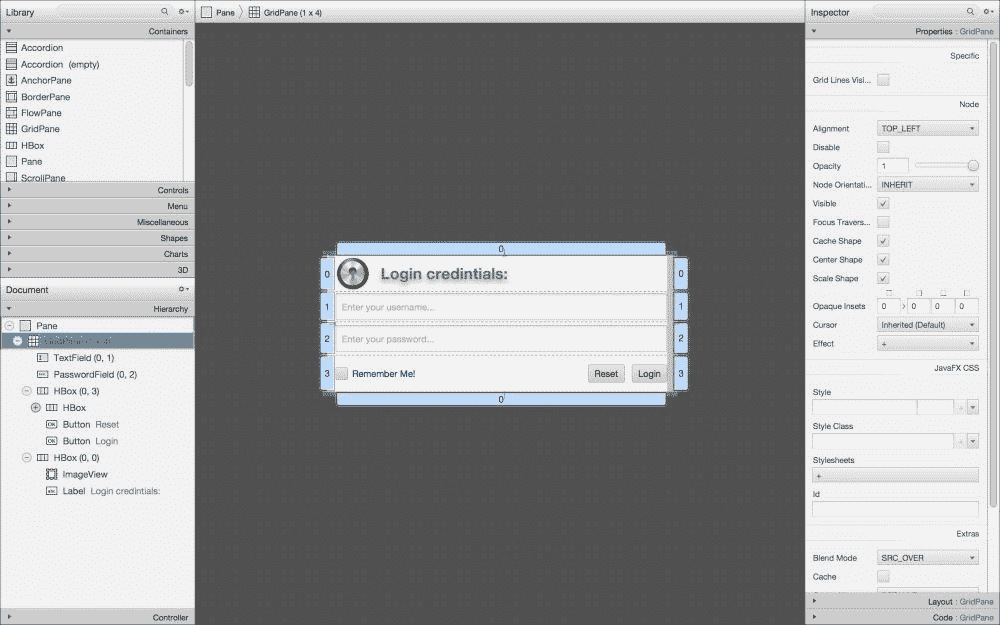 Library
Containers
Accordion
Accordion (empty)
AnchorPane
BorderPane
FlowPane
GridPane
HBox
Pane
ScrollPane
Controls
Menu
Miscellaneous
Shapes
Charts
3D
Document
Hierarchy
Pane
GridPane (1 x 4)
TextField (0, 1)
PasswordField (0, 2)
HBox (0, 3)
HBox
OK Button Reset
OK Button Login
HBox (0, 0)
ImageView
abc Label Login credintials:
Controller
Pane GridPane (1 x 4)
0
0 Login credintials: 0
1 Enter your username... 1
2 Enter your password... 2
3 Remember Me! Reset Login 3
0
Inspector
Properties : GridPane
Specific
Grid Lines Visi...
Node
Alignment TOP_LEFT
Disable
Opacity 1
Node Orientati... INHERIT
Visible
Focus Travers...
Cache Shape
Center Shape
Scale Shape
Opaque Insets 0 > 0 0 0
Cursor Inherited (Default)
Effect +
JavaFX CSS
Style
+
Style Class
+
Stylesheets
+
Id
Extras
Blend Mode SRC_OVER
Cache
Layout : GridPane
Code : GridPane